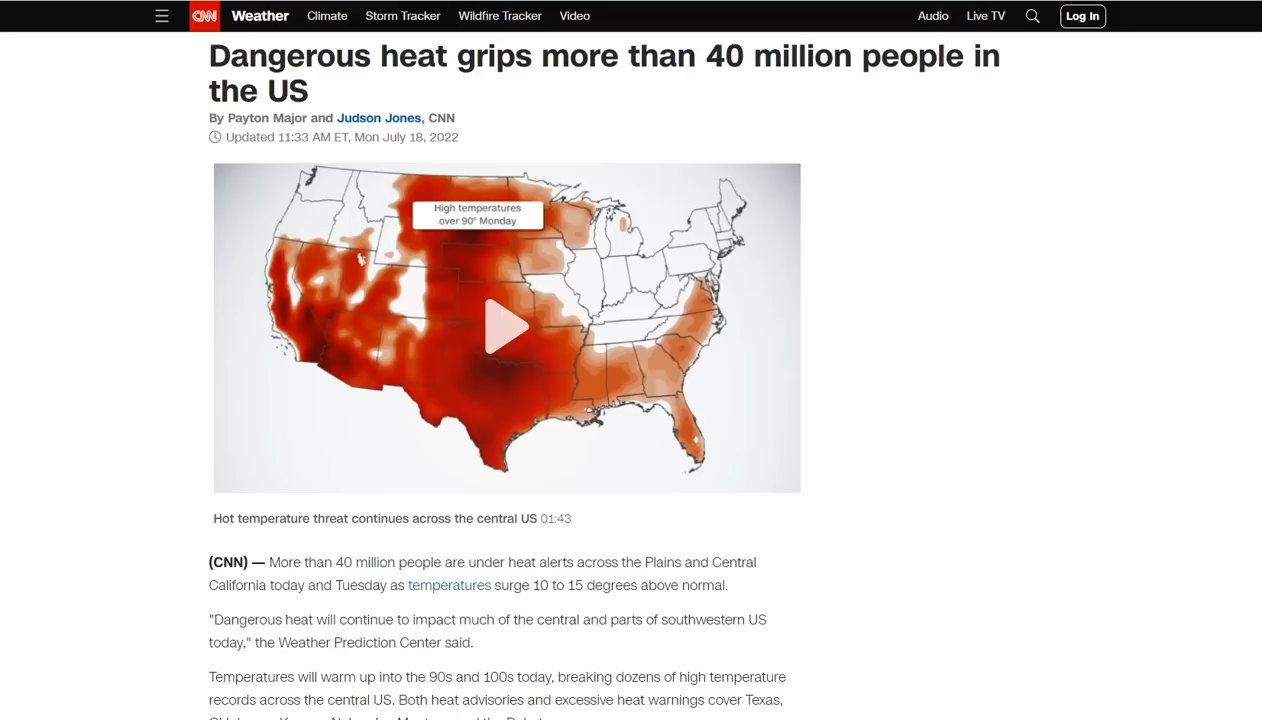 CNN Weather Climate Storm Tracker Wildfire Tracker Video Audio Live TV Log In
Dangerous heat grips more than 40 million people in
the US
By Payton Major and Judson Jones, CNN
Updated 11:33 AM ET, Mon July 18, 2022
High temperatures
over 90° Monday
Hot temperature threat continues across the central US 01:43
(CNN) — More than 40 million people are under heat alerts across the Plains and Central
California today and Tuesday as temperatures surge 10 to 15 degrees above normal.
"Dangerous heat will continue to impact much of the central and parts of southwestern US
today," the Weather Prediction Center said.
Temperatures will warm up into the 90s and 100s today, breaking dozens of high temperature
records across the central US. Both heat advisories and excessive heat warnings cover Texas,